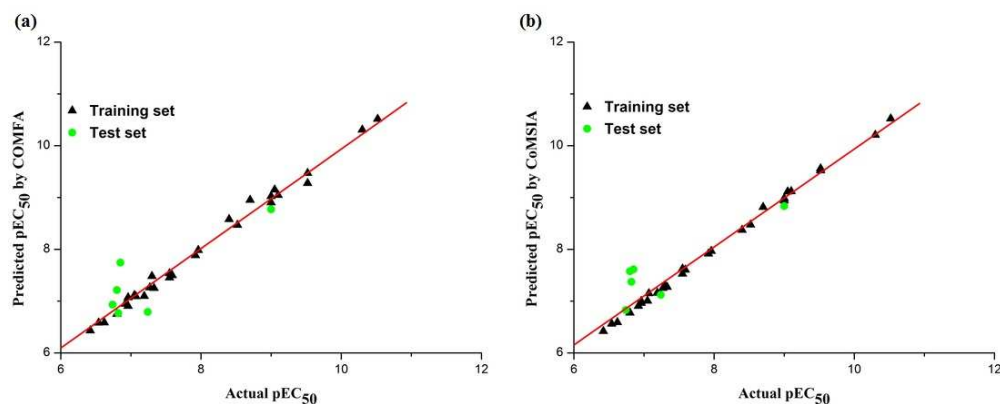 (a)
12
10
8
6
Predicted pEC50 by COMFA
Training set
Test set
6
8
10
12
Actual pEC50
(b)
12
10
8
6
Predicted pEC50 by CoMSIA
Training set
Test set
6
8
10
12
Actual pEC50